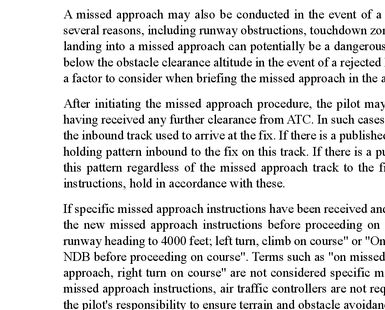 A missed approach may also be conducted in the event of a
several reasons, including runway obstructions, touchdown
landing into a missed approach can potentially be a dangerous
below the obstacle clearance altitude in the event of a rejected
a factor to consider when briefing the missed approach in the
After initiating the missed approach procedure, the pilot may
having received any further clearance from ATC. In such cases
the inbound track used to arrive at the fix. If there is a published
holding pattern inbound to the fix on this track. If there is a
this pattern regardless of the missed approach track to the
instructions, hold in accordance with these.
If specific missed approach instructions have been received and
the new missed approach instructions before proceeding on
runway heading to 4000 feet; left turn, climb on course" or "On
NDB before proceeding on course". Terms such as "on missed
approach, right turn on course" are not considered specific
missed approach instructions, air traffic controllers are not
the pilot's responsibility to ensure terrain and obstacle